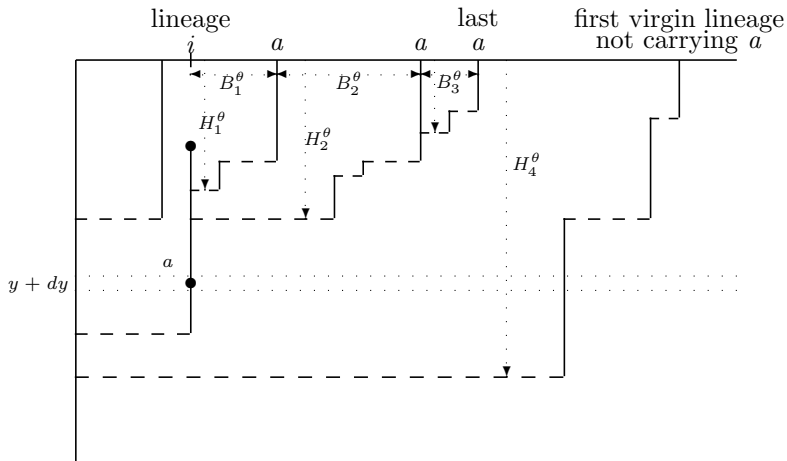 lineage last first virgin lineage
i a a a not carrying a
B_1^θ B_2^θ B_3^θ
H_1^θ H_2^θ
H_4^θ
a
y + dy